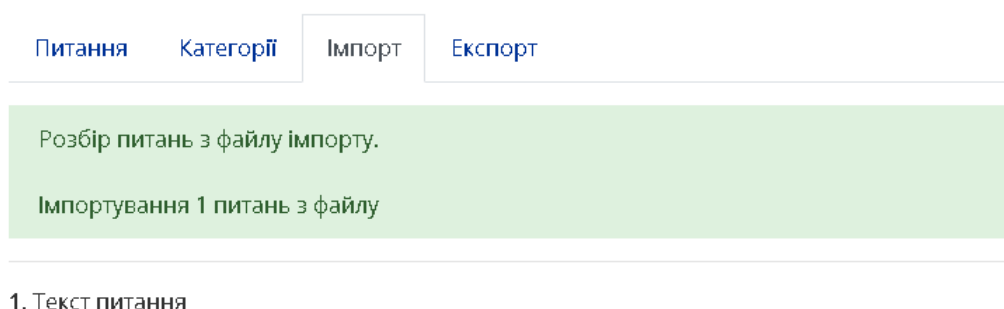 Питання Категорії Імпорт Експорт
Розбір питань з файлу імпорту.
Імпортування 1 питань з файлу
1. Текст питання